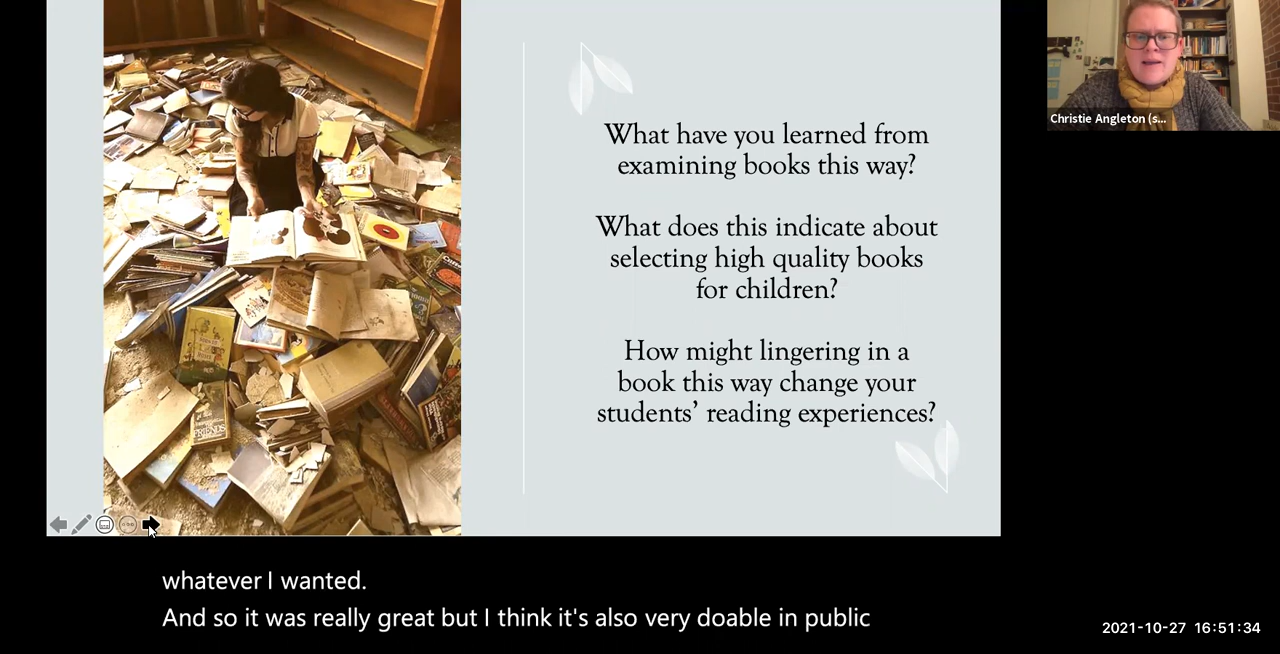 What have you learned from
examining books this way?
What does this indicate about
selecting high quality books
for children?
How might lingering in a
book this way change your
students’ reading experiences?
Christie Angleton (s...
whatever I wanted.
And so it was really great but I think it's also very doable in public
2021-10-27 16:51:34